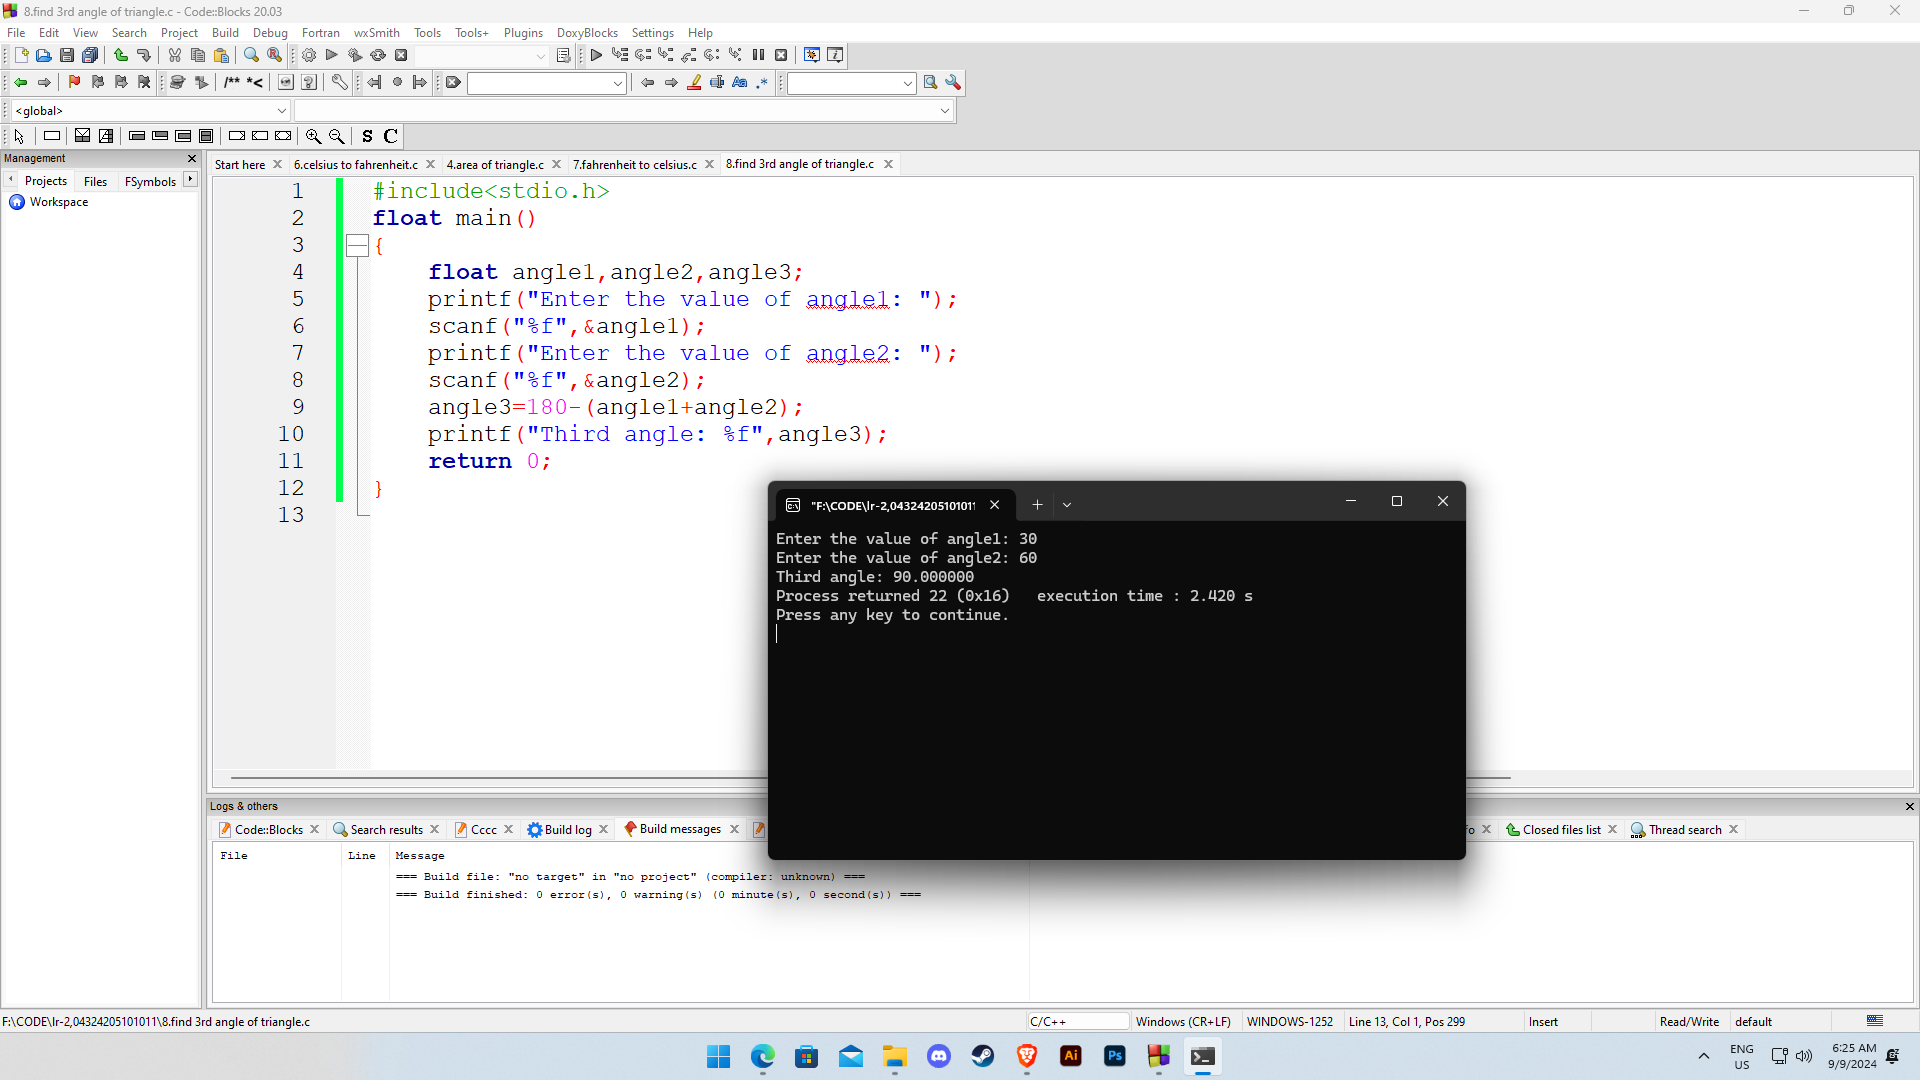 8.find 3rd angle of triangle.c - Code::Blocks 20.03
File Edit View Search Project Build Debug Fortran wxSmith Tools Tools+ Plugins DoxyBlocks Settings Help
/** *<
Aa .*
<global>
S C
Management
Projects Files FSymbols
Workspace
Start here 6.celsius to fahrenheit.c 4.area of triangle.c 7.fahrenheit to celsius.c 8.find 3rd angle of triangle.c
1 #include<stdio.h>
2 float main()
3 {
4 float angle1,angle2,angle3;
5 printf("Enter the value of angle1: ");
6 scanf("%f",&angle1);
7 printf("Enter the value of angle2: ");
8 scanf("%f",&angle2);
9 angle3=180-(angle1+angle2);
10 printf("Third angle: %f",angle3);
11 return 0;
12 }
13
"F:\CODE\lr-2,04324205101011
Enter the value of angle1: 30
Enter the value of angle2: 60
Third angle: 90.000000
Process returned 22 (0x16) execution time : 2.420 s
Press any key to continue.
Logs & others
Code::Blocks Search results Cccc Build log Build messages fo Closed files list Thread search
File Line Message
=== Build file: "no target" in "no project" (compiler: unknown) ===
=== Build finished: 0 error(s), 0 warning(s) (0 minute(s), 0 second(s)) ===
F:\CODE\lr-2,04324205101011\8.find 3rd angle of triangle.c C/C++ Windows (CR+LF) WINDOWS-1252 Line 13, Col 1, Pos 299 Insert Read/Write default
Ai Ps
ENG
US
6:25 AM
9/9/2024